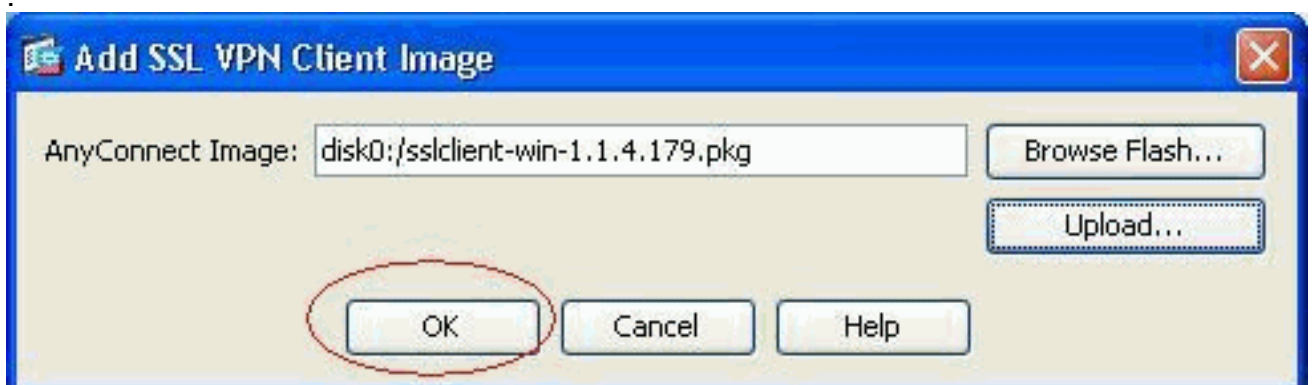 .
Add SSL VPN Client Image
AnyConnect Image: disk0:/sslclient-win-1.1.4.179.pkg Browse Flash...
Upload...
OK Cancel Help